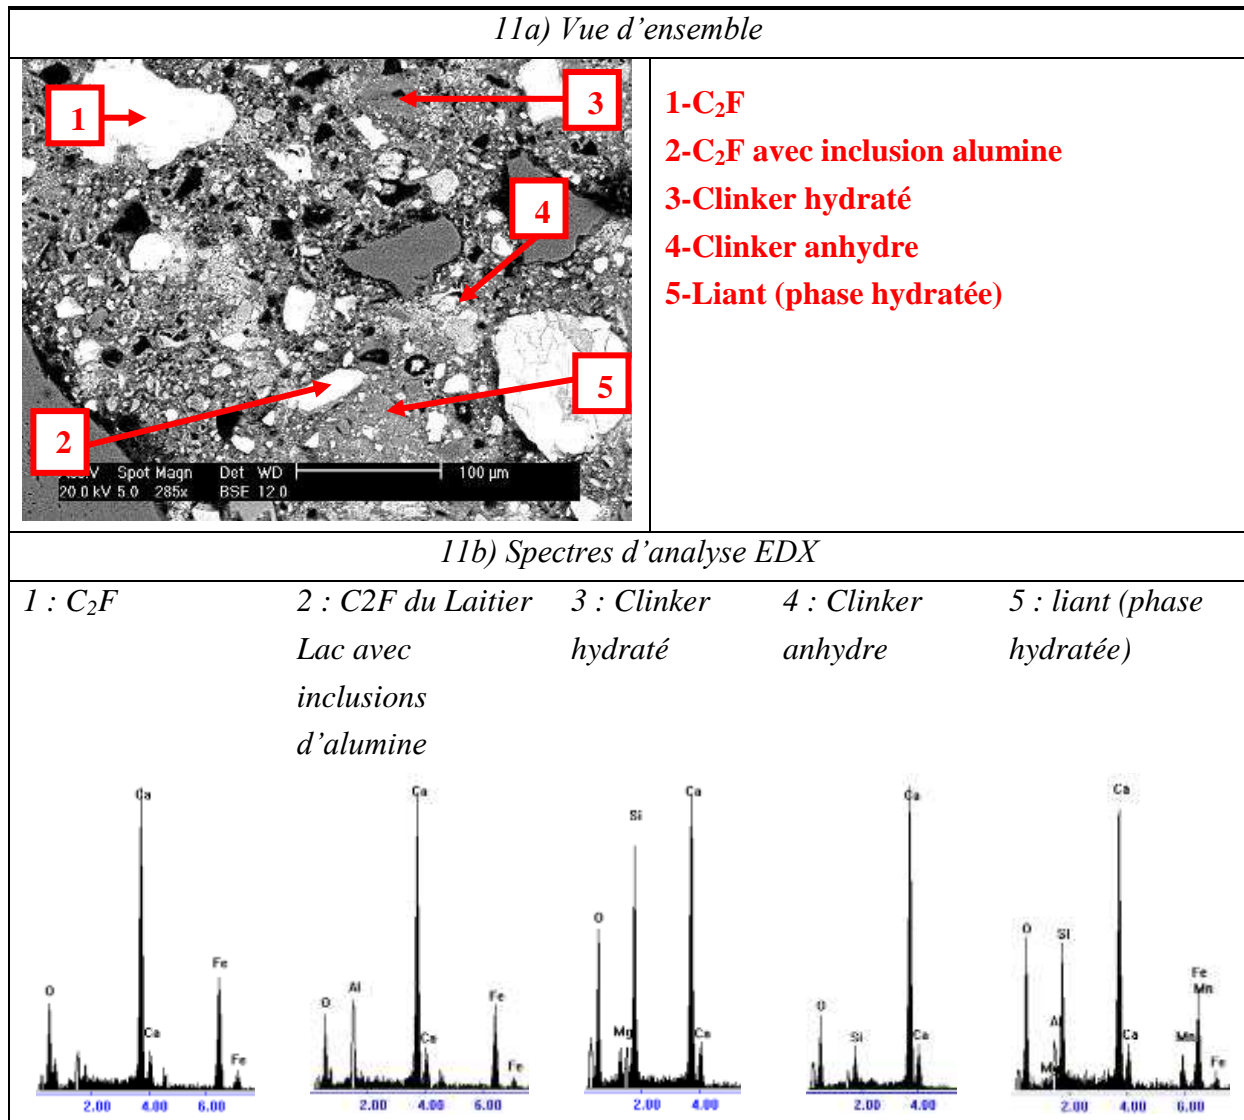 11a) Vue d'ensemble
1
3
4
5
2
Spot Magn Det WD 100 µm
20.0 kV 5.0 285x BSE 12.0
1-C₂F
2-C₂F avec inclusion alumine
3-Clinker hydraté
4-Clinker anhydre
5-Liant (phase hydratée)
11b) Spectres d'analyse EDX
1 : C₂F
2 : C2F du Laitier
Lac avec
inclusions
d'alumine
3 : Clinker
hydraté
4 : Clinker
anhydre
5 : liant (phase
hydratée)
Ca
O
Fe
Ca
Fe
2.00 4.00 6.00
Ca
O
Al
Fe
Ca
Fe
2.00 4.00 6.00
Ca
Si
O
Mg
Ca
2.00 4.00
Ca
O
Si
Ca
2.00 4.00
Ca
O
Si
Fe
Mn
Al
Ca
Mn
Fe
2.00 4.00 6.00